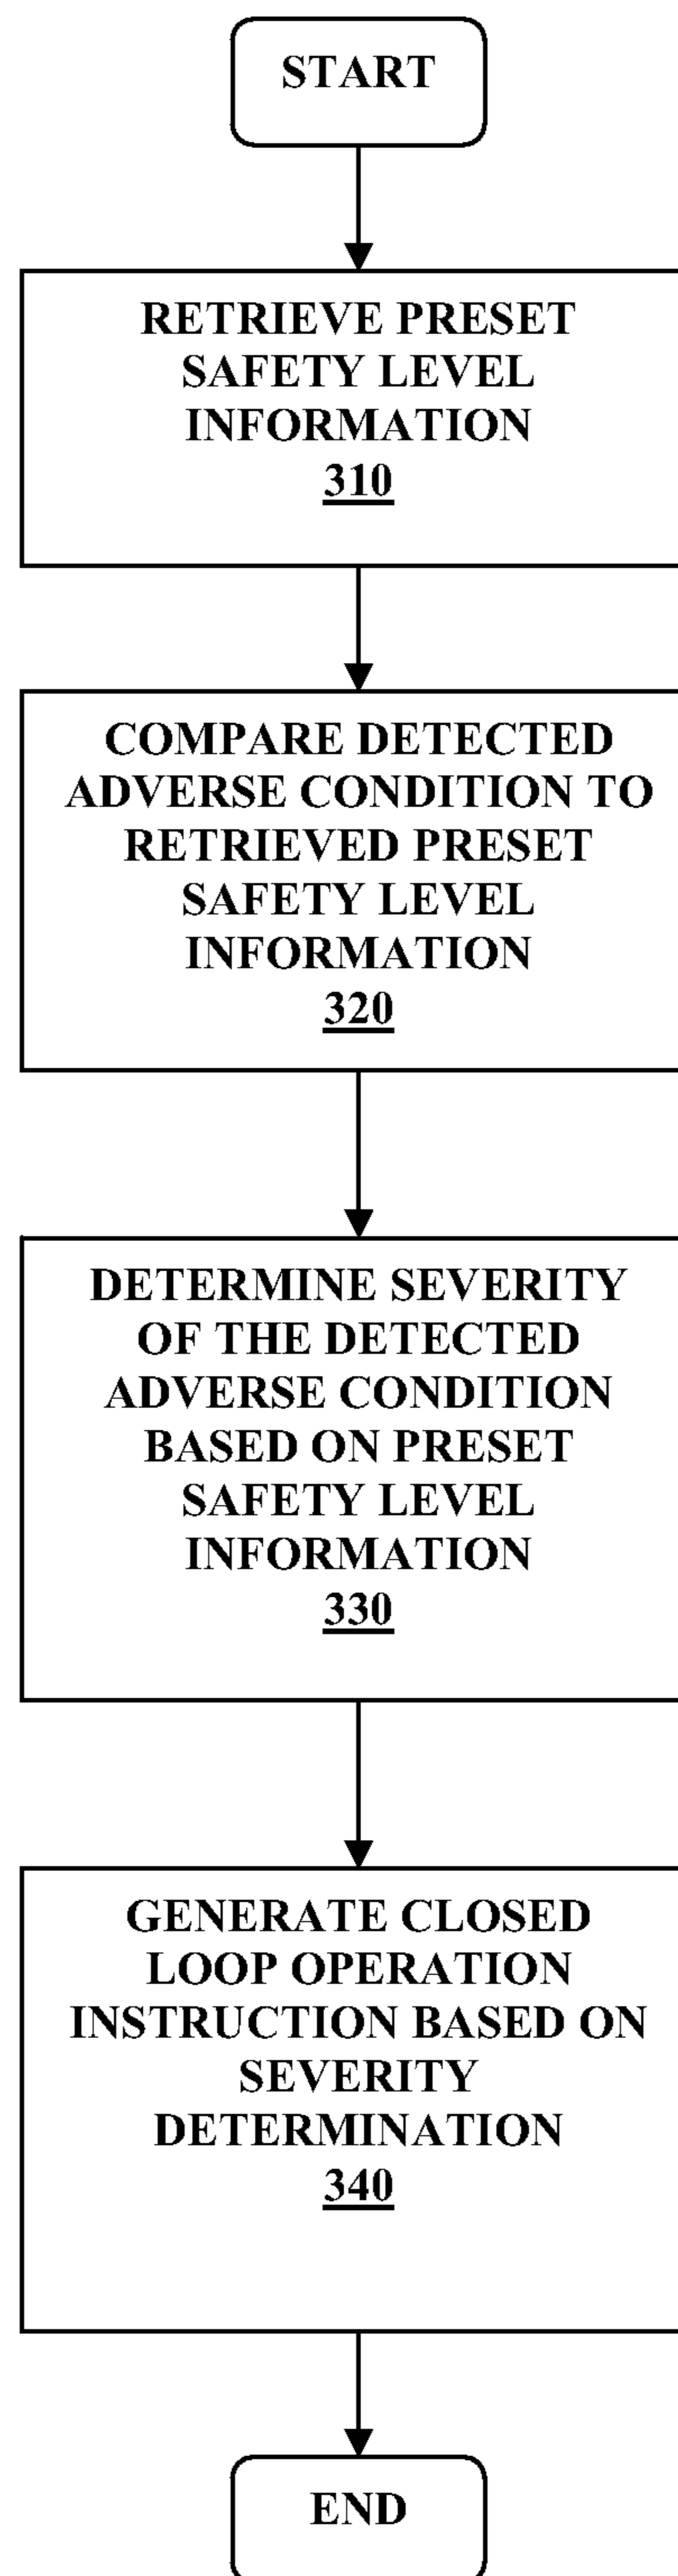 START
RETRIEVE PRESET
SAFETY LEVEL
INFORMATION
310
COMPARE DETECTED
ADVERSE CONDITION TO
RETRIEVED PRESET
SAFETY LEVEL
INFORMATION
320
DETERMINE SEVERITY
OF THE DETECTED
ADVERSE CONDITION
BASED ON PRESET
SAFETY LEVEL
INFORMATION
330
GENERATE CLOSED
LOOP OPERATION
INSTRUCTION BASED ON
SEVERITY
DETERMINATION
340
END